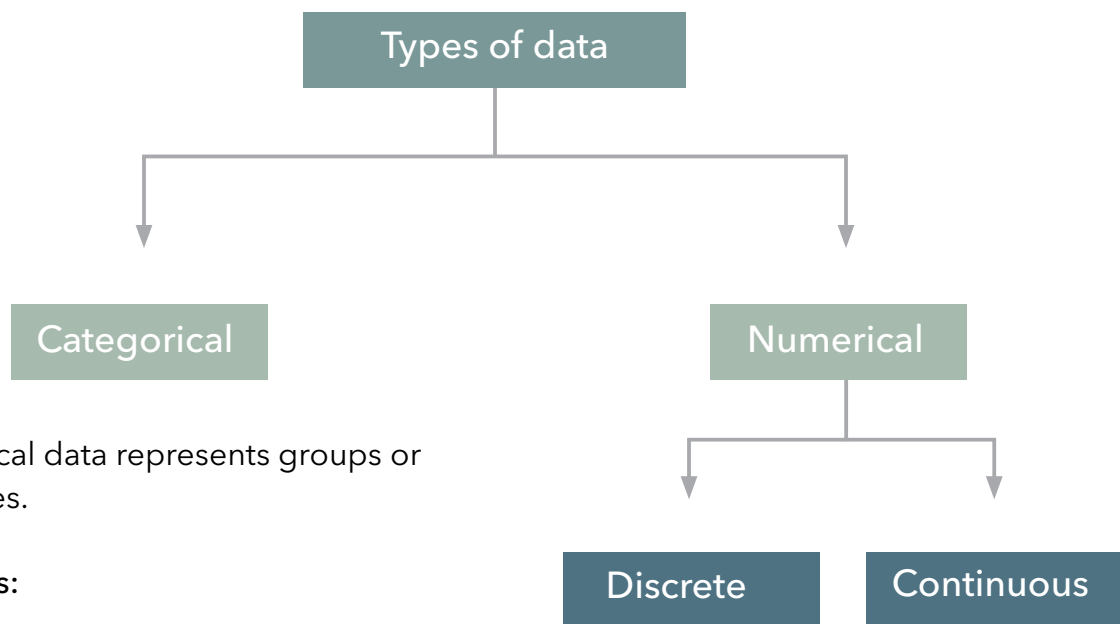 Types of data
Categorical
Numerical
cal data represents groups or
es.
s:
Discrete
Continuous